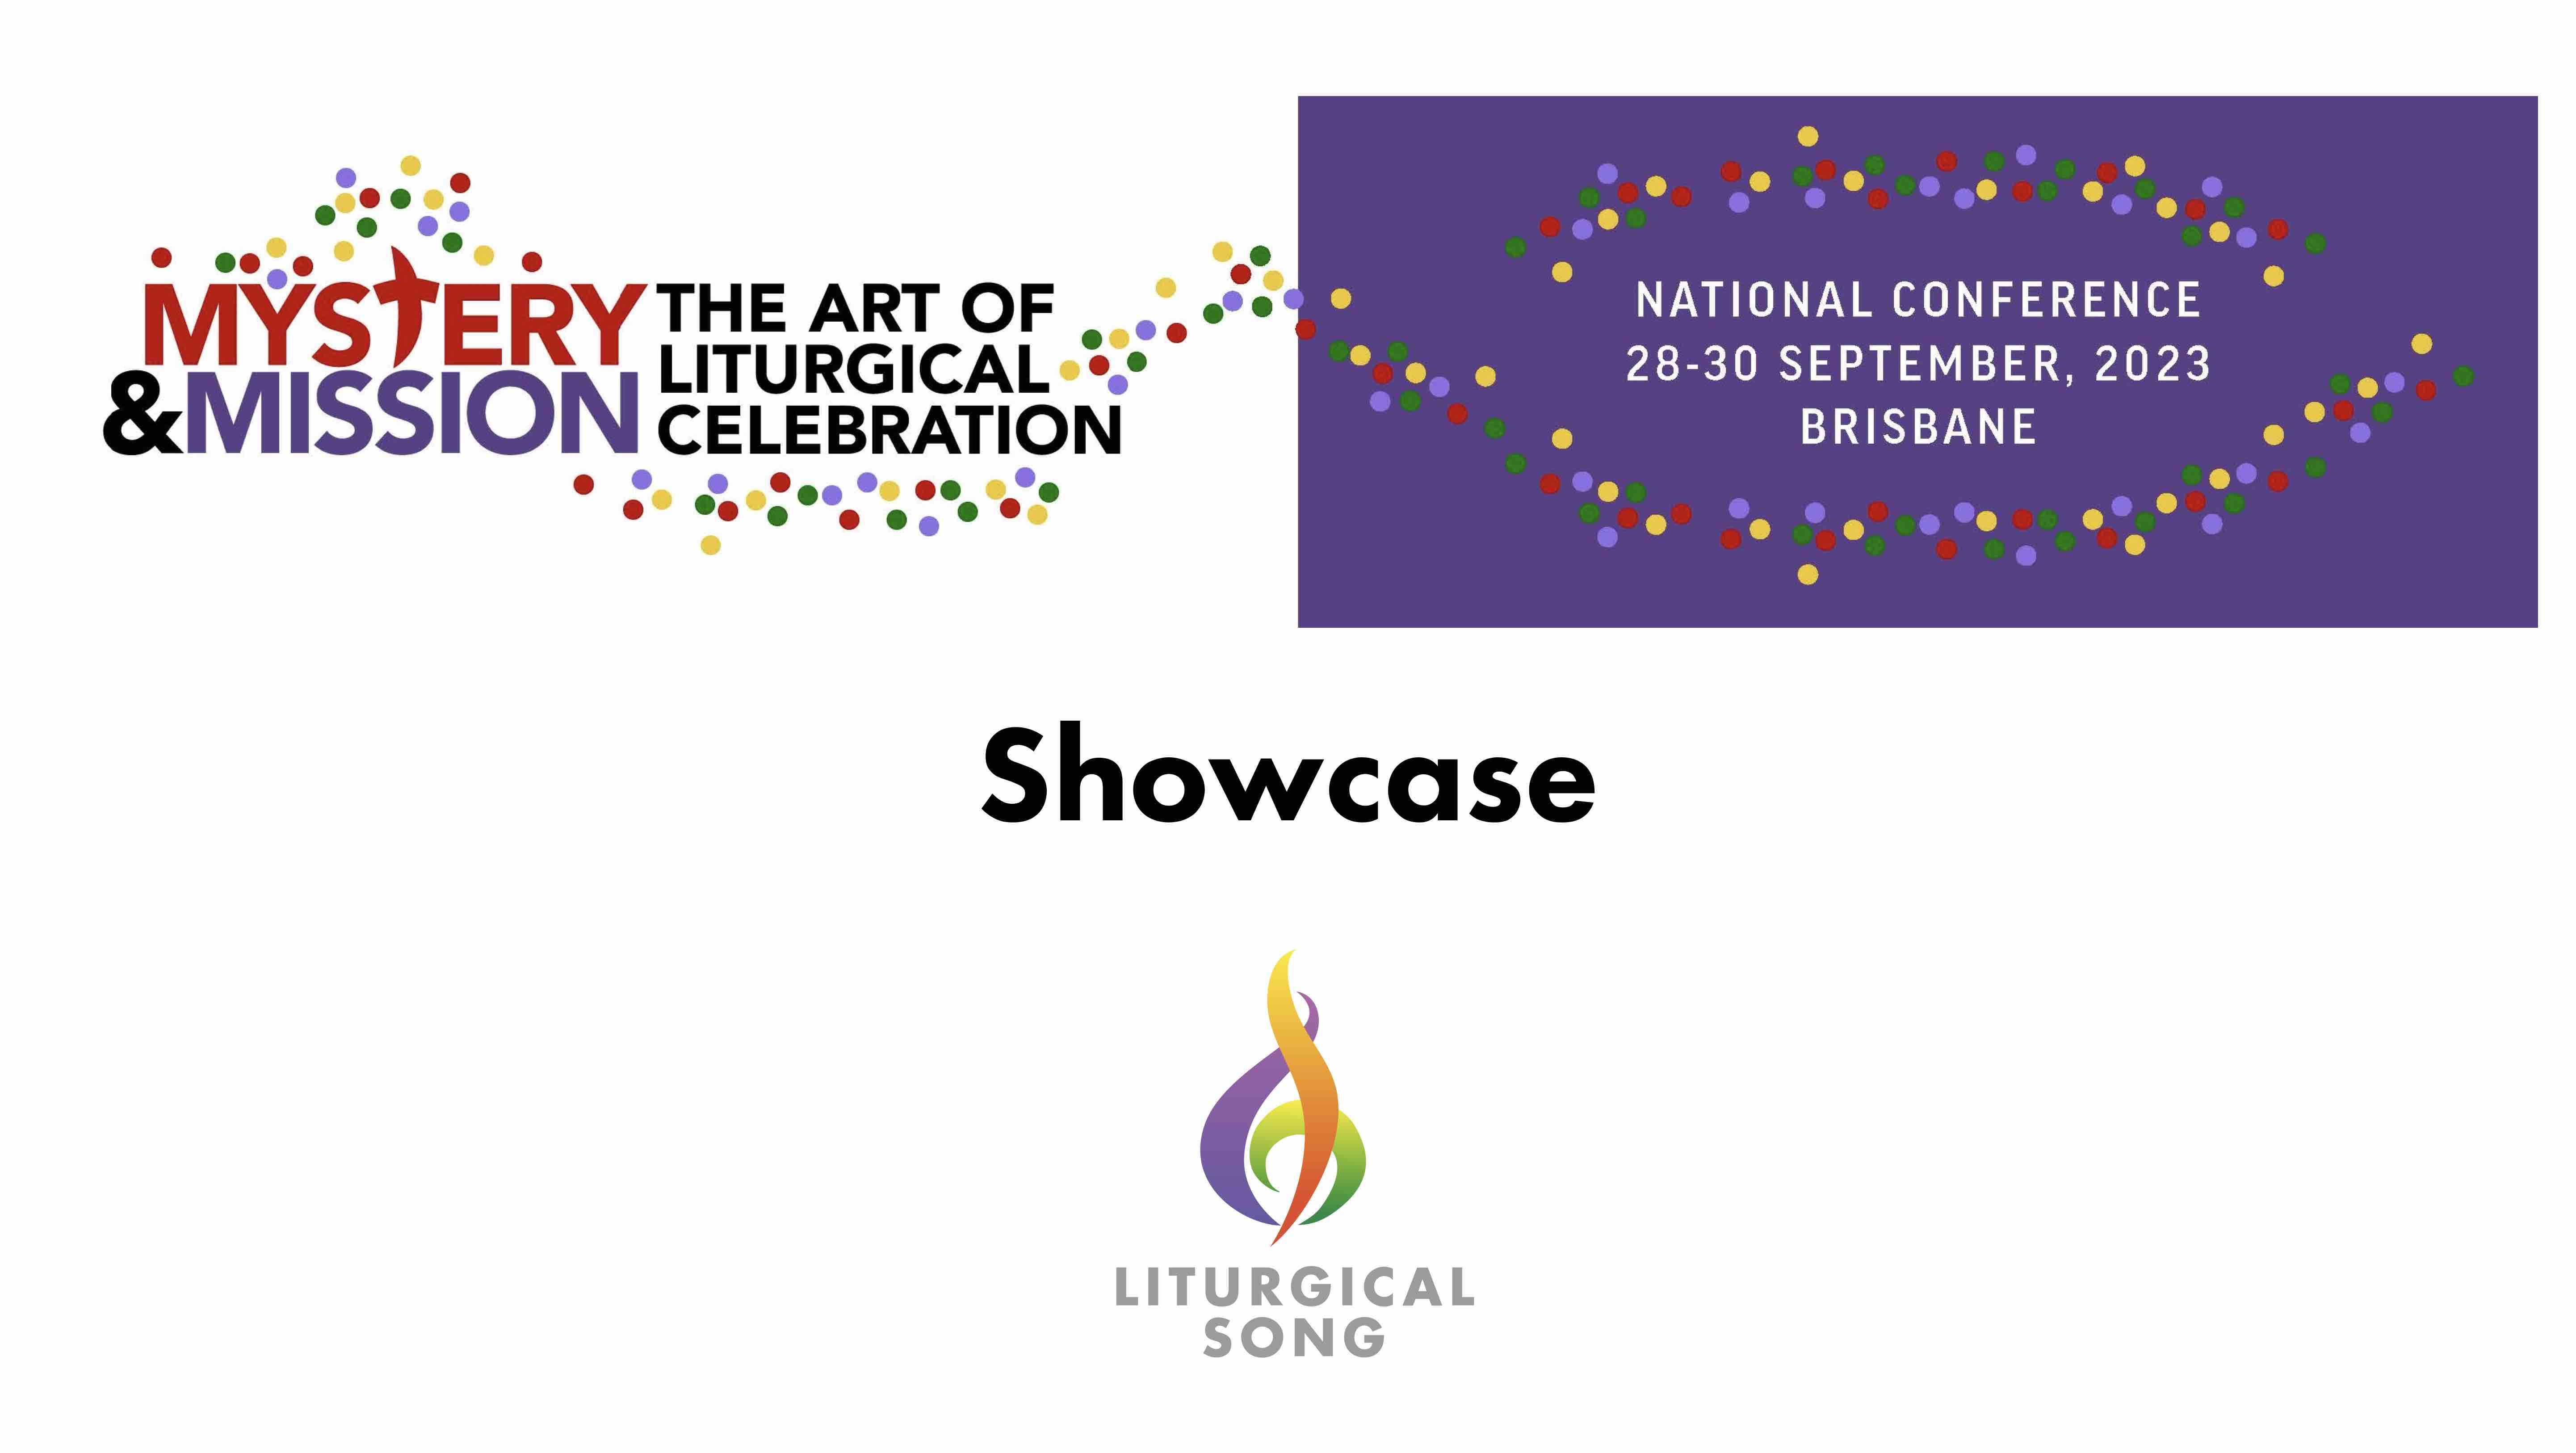 MYSTERY
&MISSION
THE ART OF
LITURGICAL
CELEBRATION
NATIONAL CONFERENCE
28-30 SEPTEMBER, 2023
BRISBANE
Showcase
LITURGICAL
SONG